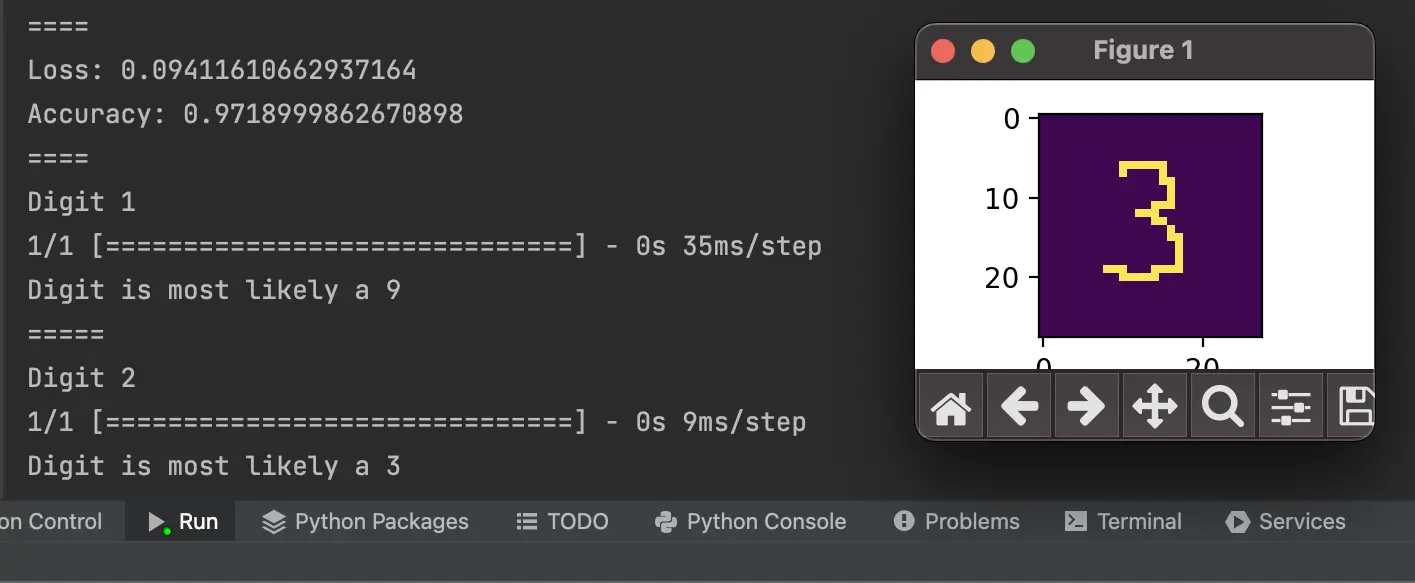 ====
Loss: 0.09411610662937164
Accuracy: 0.9718999862670898
====
Digit 1
1/1 [==============================] - 0s 35ms/step
Digit is most likely a 9
=====
Digit 2
1/1 [==============================] - 0s 9ms/step
Digit is most likely a 3
Figure 1
0
10
20
3
0 20
on Control Run Python Packages TODO Python Console Problems Terminal Services